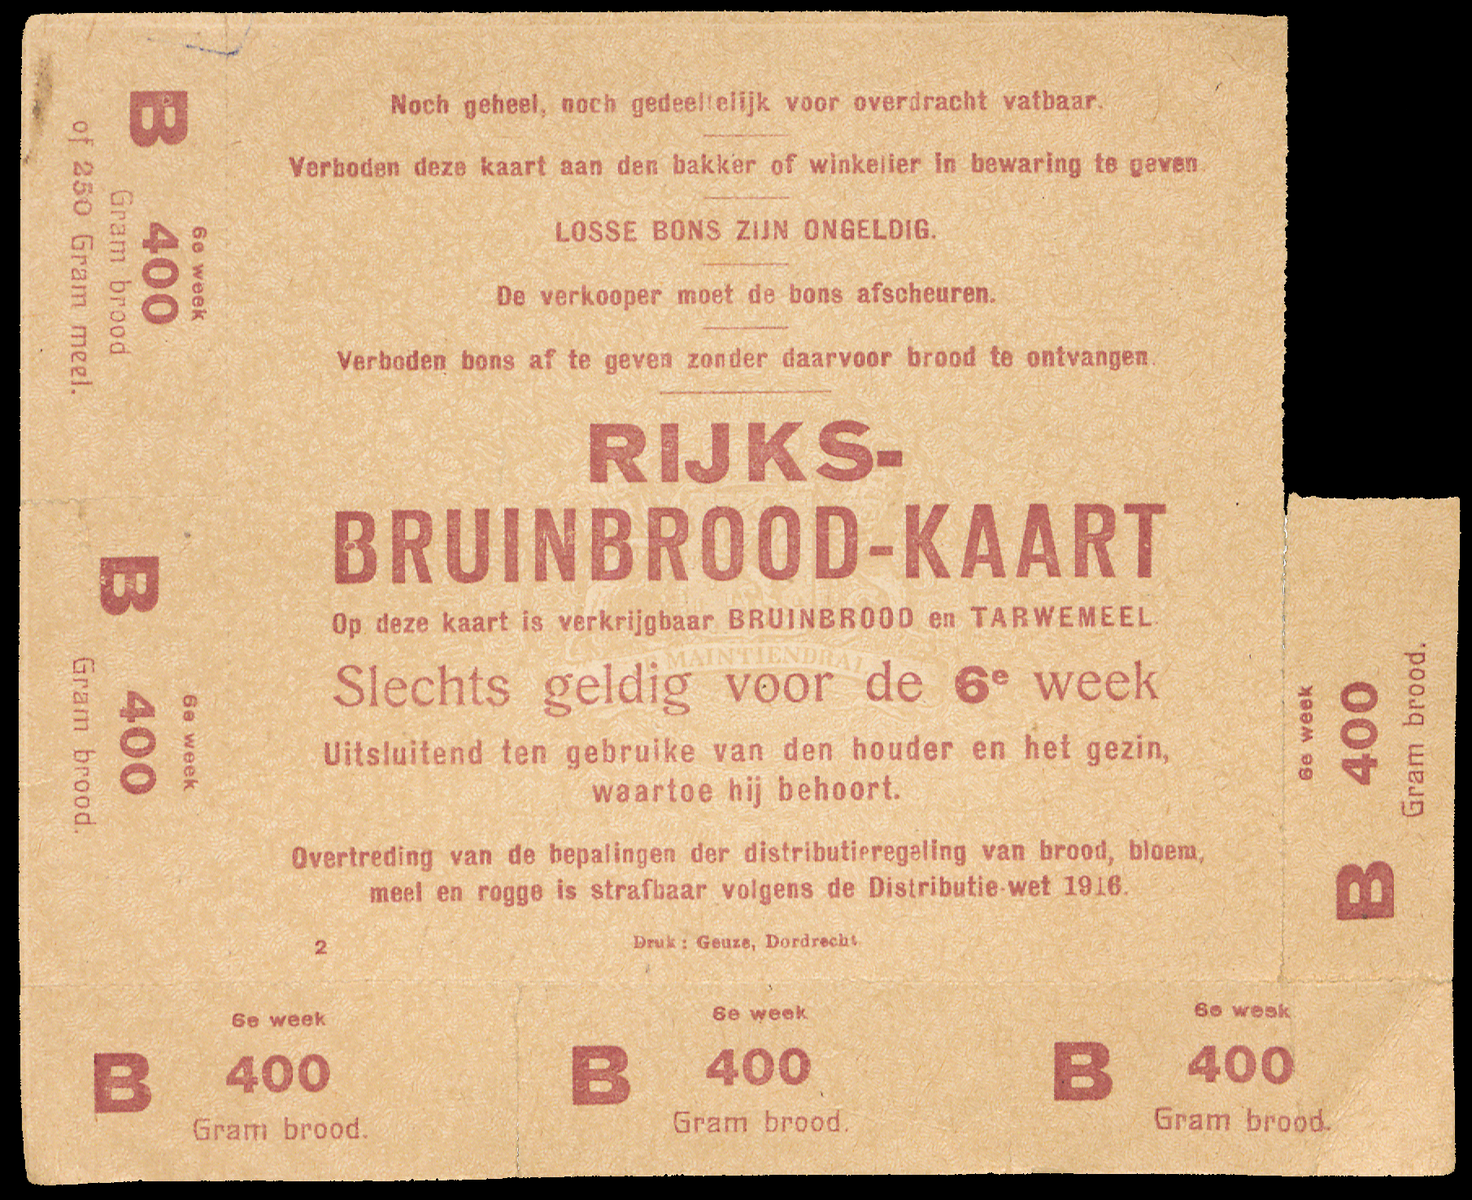 Noch geheel, noch gedeeltelijk voor overdracht vatbaar.
Verboden deze kaart aan den bakker of winkelier in bewaring te geven.
LOSSE BONS ZIJN ONGELDIG.
De verkooper moet de bons afscheuren.
Verboden bons af te geven zonder daarvoor brood te ontvangen.
RIJKS-
BRUINBROOD-KAART
Op deze kaart is verkrijgbaar BRUINBROOD en TARWEMEEL.
MAINTIENDRAI
Slechts geldig voor de 6e week
Uitsluitend ten gebruike van den houder en het gezin,
waartoe hij behoort.
Overtreding van de bepalingen der distributieregeling van brood, bloem,
meel en rogge is strafbaar volgens de Distributie-wet 1916.
2
Druk: Geuze, Dordrecht
B
6e week
400
Gram brood
of 250 Gram meel.
B
6e week
400
Gram brood.
B
6e week
400
Gram brood.
B
6e week
400
Gram brood.
B
6e week
400
Gram brood.
B
6e week
400
Gram brood.